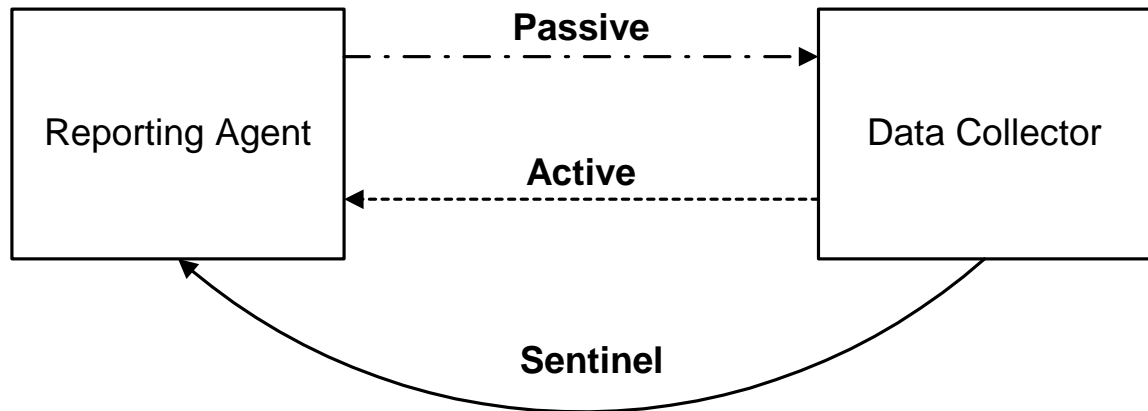 Passive
Reporting Agent
Data Collector
Active
Sentinel